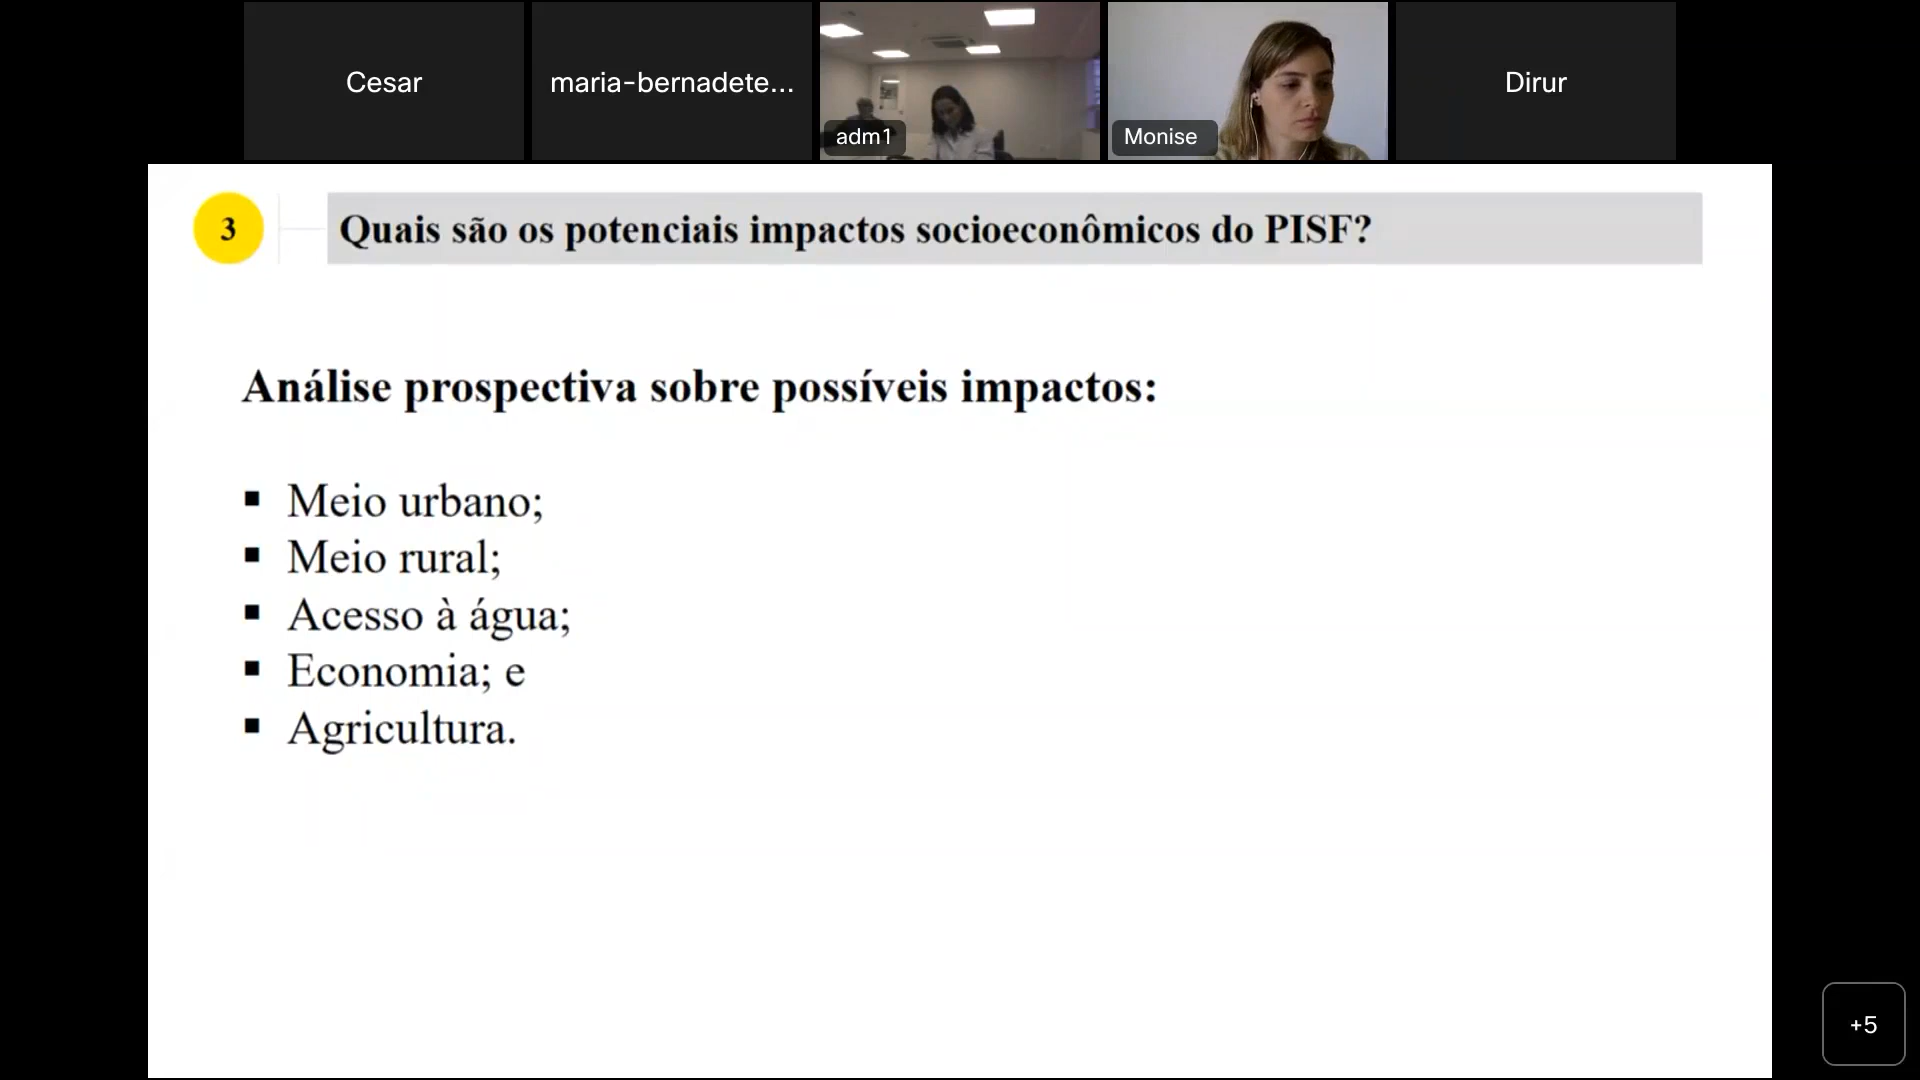 Cesar
maria-bernadete...
adm1
Monise
Dirur
3
Quais são os potenciais impactos socioeconômicos do PISF?
Análise prospectiva sobre possíveis impactos:
▪ Meio urbano;
▪ Meio rural;
▪ Acesso à água;
▪ Economia; e
▪ Agricultura.
+5